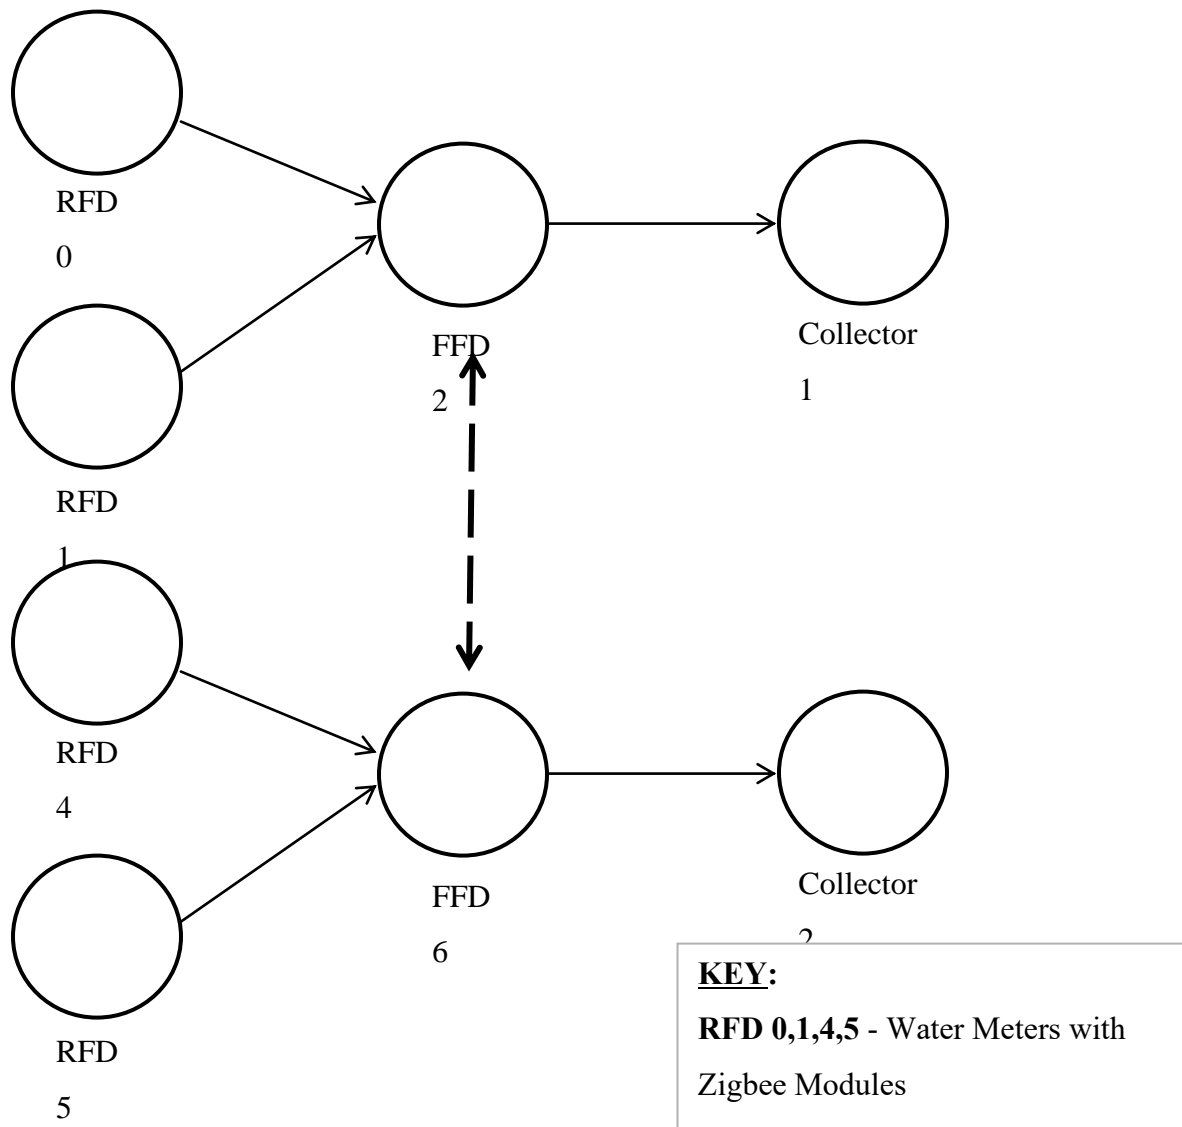 RFD
0
FFD
2
Collector
1
RFD
1
RFD
4
FFD
6
Collector
2
RFD
5
KEY:
RFD 0,1,4,5 - Water Meters with
Zigbee Modules